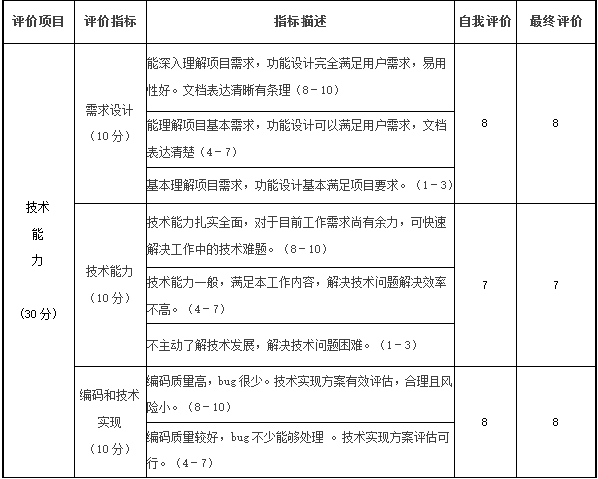 评价项目 评价指标 指标描述 自我评价 最终评价
技术
能
力
（30分）
需求设计
（10分）
能深入理解项目需求，功能设计完全满足用户需求，易用
性好。文档表达清晰有条理（8－10）
能理解项目基本需求，功能设计可以满足用户需求，文档
表达清楚（4－7）
基本理解项目需求，功能设计基本满足项目要求。（1－3）
8 8
技术能力
（10分）
技术能力扎实全面，对于目前工作需求尚有余力，可快速
解决工作中的技术难题。（8－10）
技术能力一般，满足本工作内容，解决技术问题解决效率
不高。（4－7）
不主动了解技术发展，解决技术问题困难。（1－3）
7 7
编码和技术
实现
（10分）
编码质量高，bug很少。技术实现方案有效评估，合理且风
险小。（8－10）
编码质量较好，bug不少能够处理 。技术实现方案评估可
行。（4－7）
8 8